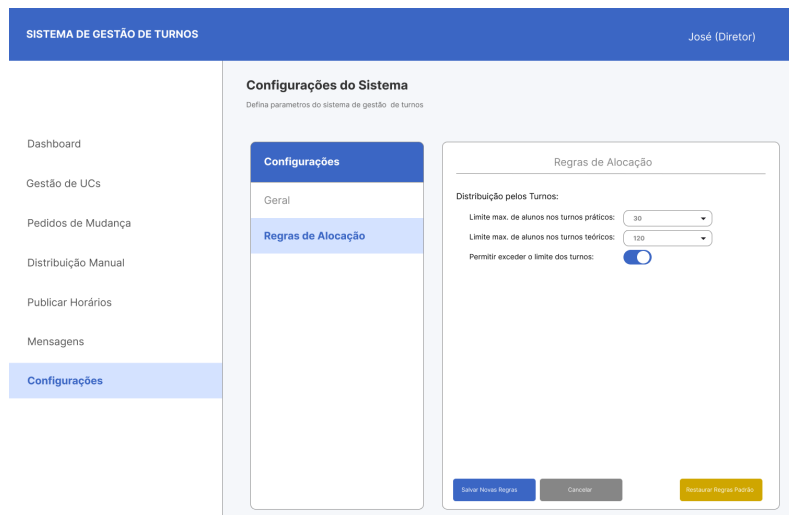 SISTEMA DE GESTÃO DE TURNOS
José (Diretor)
Configurações do Sistema
Defina parametros do sistema de gestão de turnos
Dashboard
Gestão de UCs
Pedidos de Mudança
Distribuição Manual
Publicar Horários
Mensagens
Configurações
Configurações
Geral
Regras de Alocação
Regras de Alocação
Distribuição pelos Turnos:
Limite max. de alunos nos turnos práticos: 30
Limite max. de alunos nos turnos teóricos: 120
Permitir exceder o limite dos turnos:
Salvar Novas Regras
Cancelar
Restaurar Regras Padrão